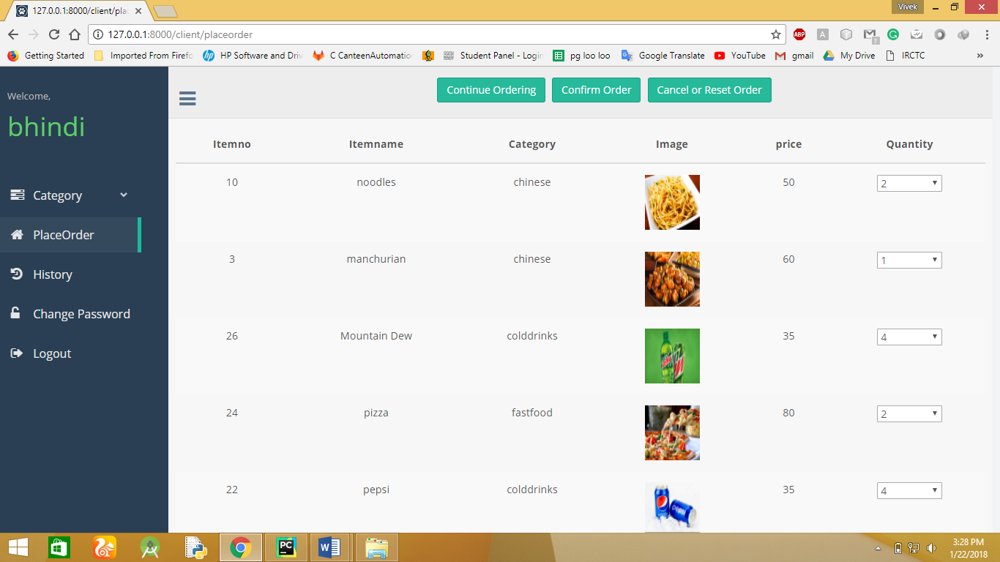 127.0.0.1:8000/client/pla
Vivek
127.0.0.1:8000/client/placeorder
ABP
A
?
Getting Started
Imported From Firefo
HP Software and Driv
C CanteenAutomatio
Student Panel - Login
pg loo loo
Google Translate
YouTube
gmail
My Drive
IRCTC
»
Welcome,
bhindi
Category
PlaceOrder
History
Change Password
Logout
Continue Ordering
Confirm Order
Cancel or Reset Order
Itemno Itemname Category Image price Quantity
10 noodles chinese 50 2
3 manchurian chinese 60 1
26 Mountain Dew colddrinks 35 4
24 pizza fastfood 80 2
22 pepsi colddrinks 35 4
PC
W
3:28 PM
1/22/2018